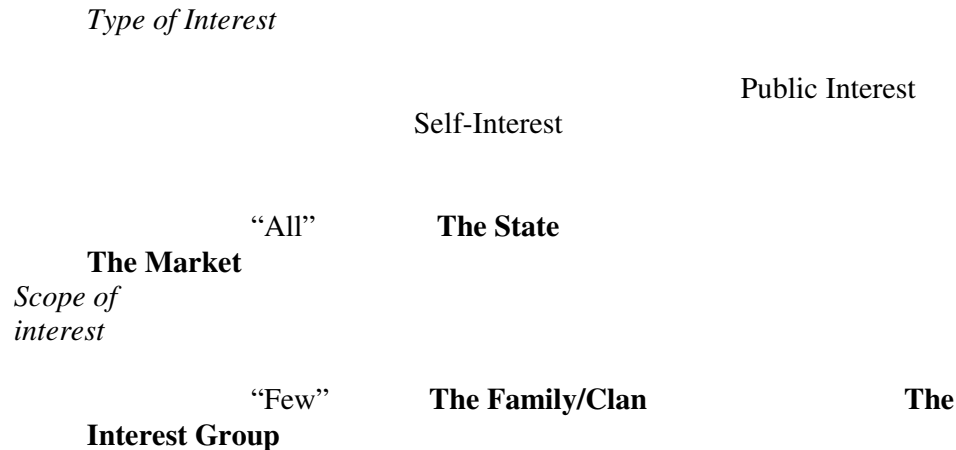 Type of Interest
Public Interest
Self-Interest
“All” The State
The Market
Scope of
interest
“Few” The Family/Clan The
Interest Group